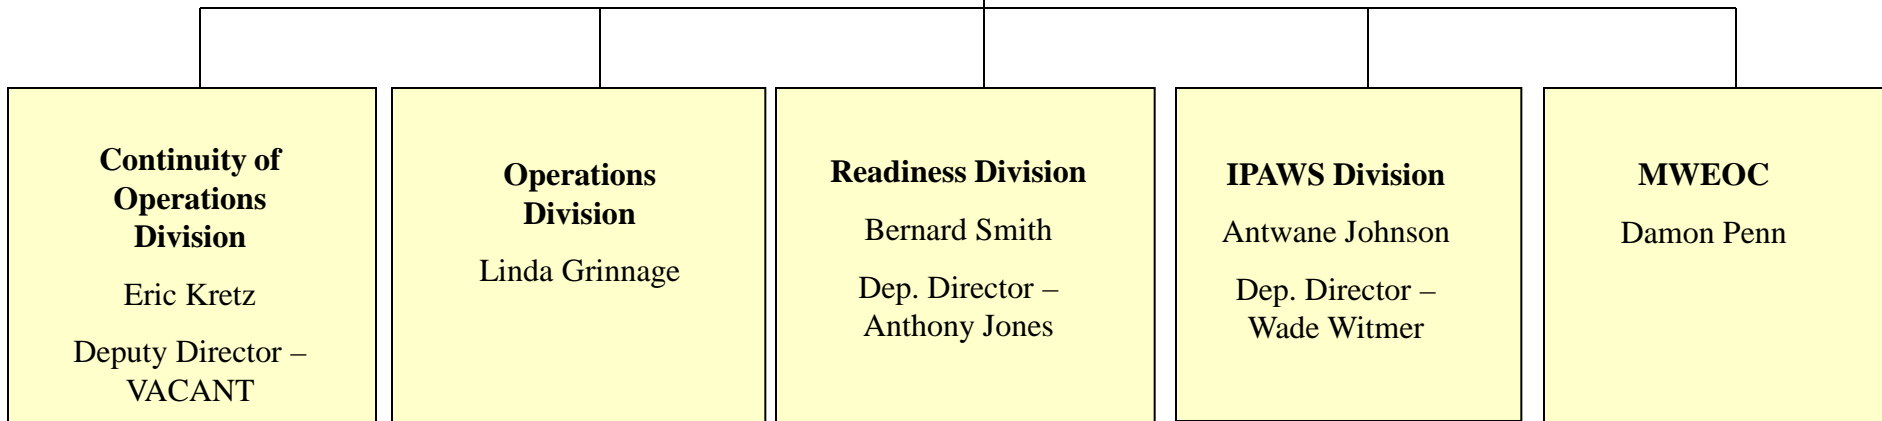 Continuity of
Operations
Division
Eric Kretz
Deputy Director –
VACANT
Operations
Division
Linda Grinnage
Readiness Division
Bernard Smith
Dep. Director –
Anthony Jones
IPAWS Division
Antwane Johnson
Dep. Director –
Wade Witmer
MWEOC
Damon Penn